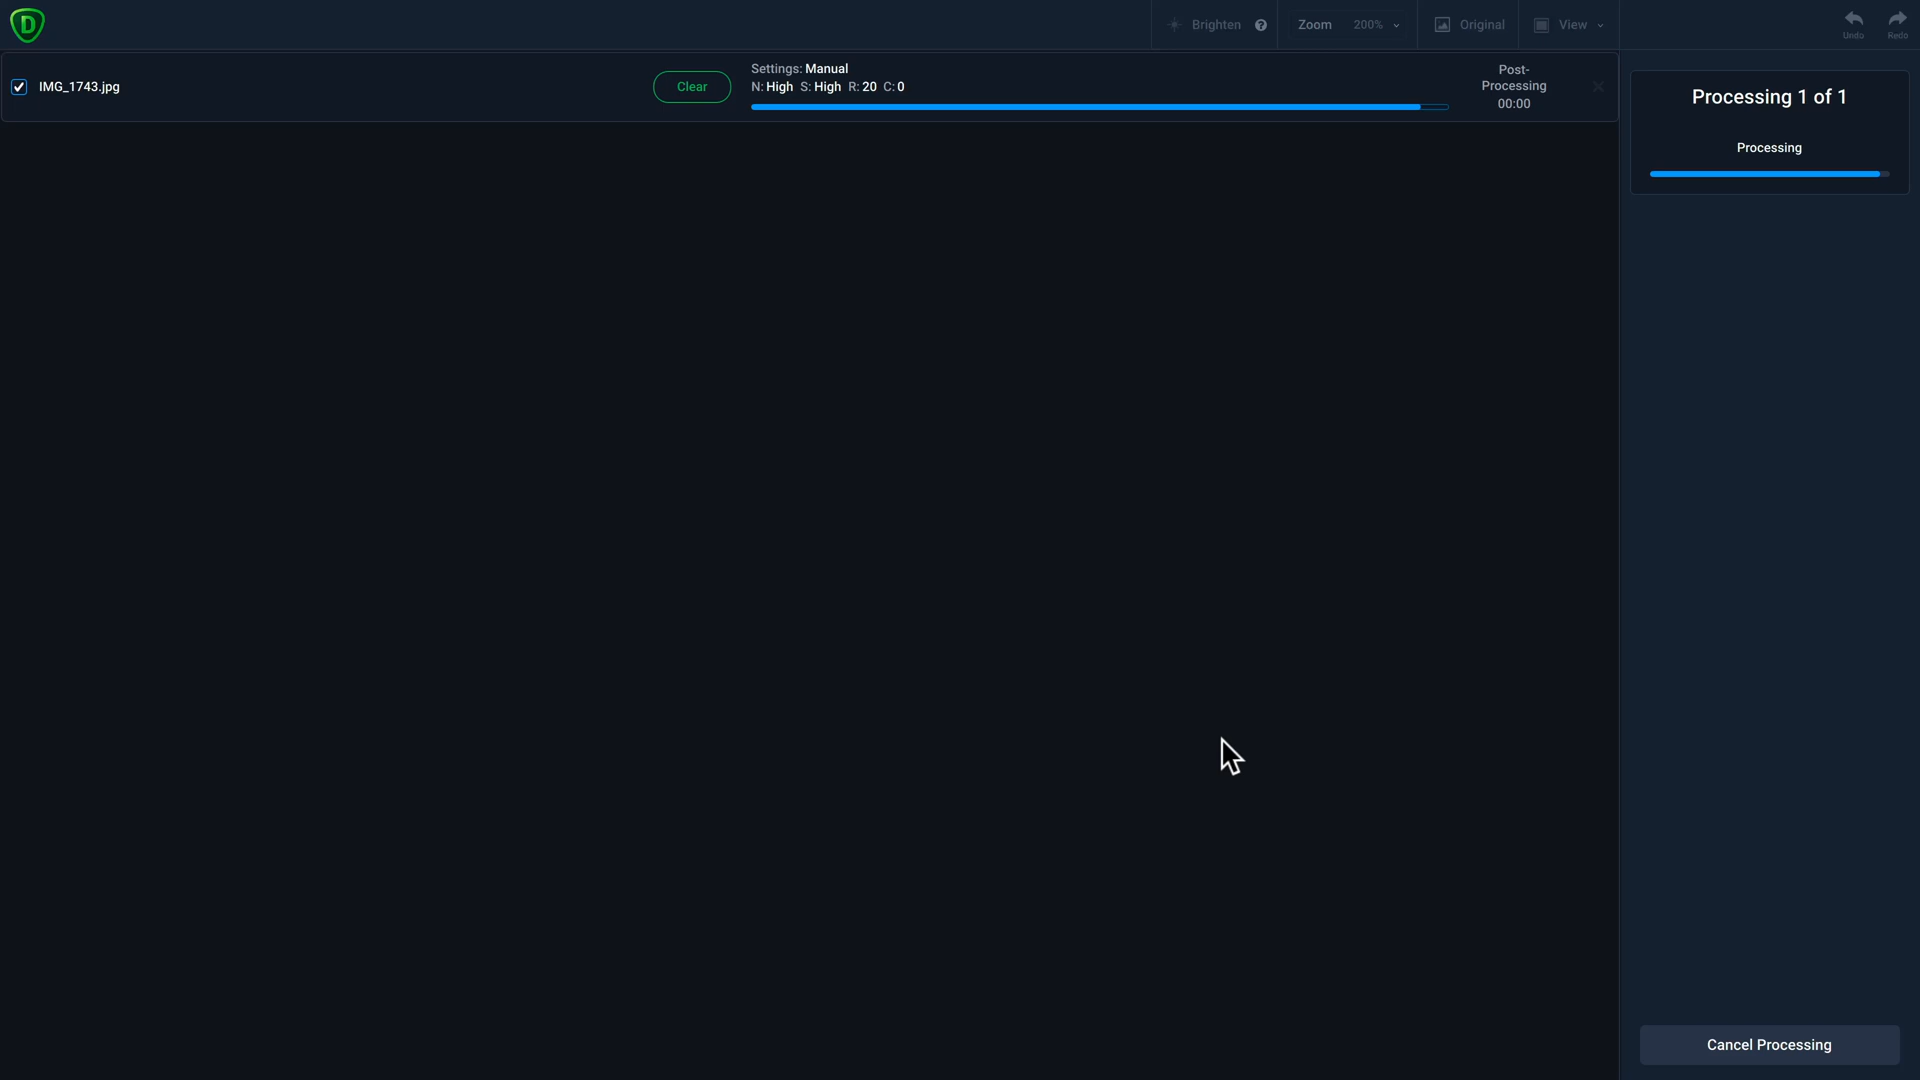 D
Brighten ?
Zoom 200%
Original
View
Undo
Redo
IMG_1743.jpg
Clear
Settings: Manual
N: High S: High R: 20 C: 0
Post-
Processing
00:00
Processing 1 of 1
Processing
Cancel Processing